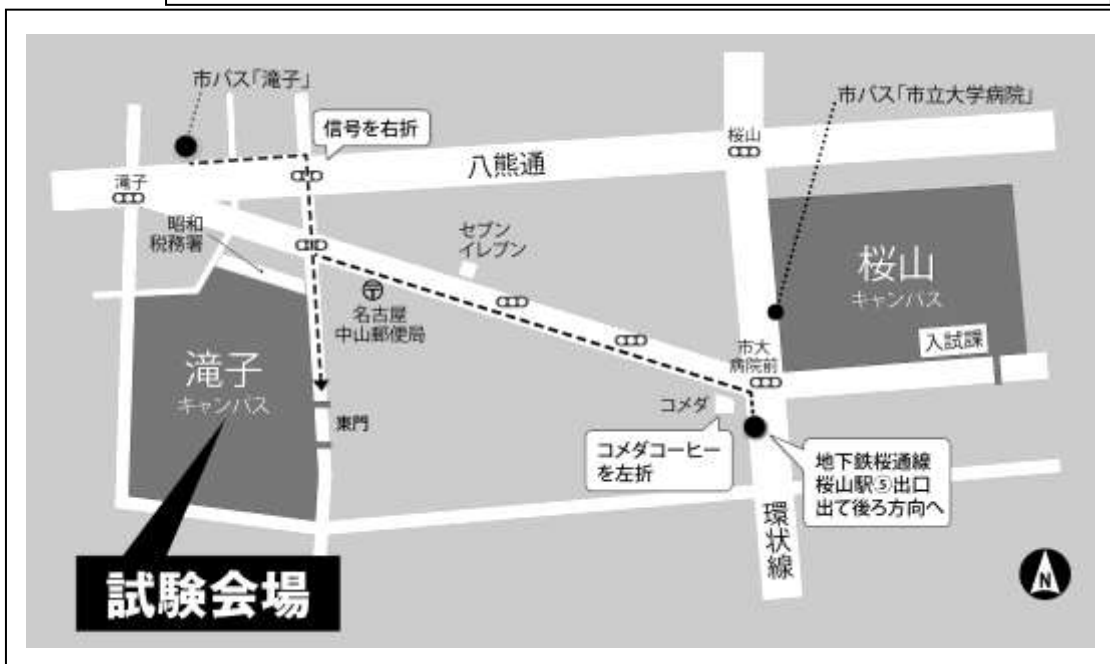 市バス「滝子」
信号を右折
市バス「市立大学病院」
桜山
八熊通
滝子
昭和
税務署
セブン
イレブン
桜山
キャンパス
名古屋
中山郵便局
入試課
市大
病院前
滝子
キャンパス
コメダ
東門
コメダコーヒー
を左折
地下鉄桜通線
桜山駅⑤出口
出て後ろ方向へ
環状線
試験会場
N